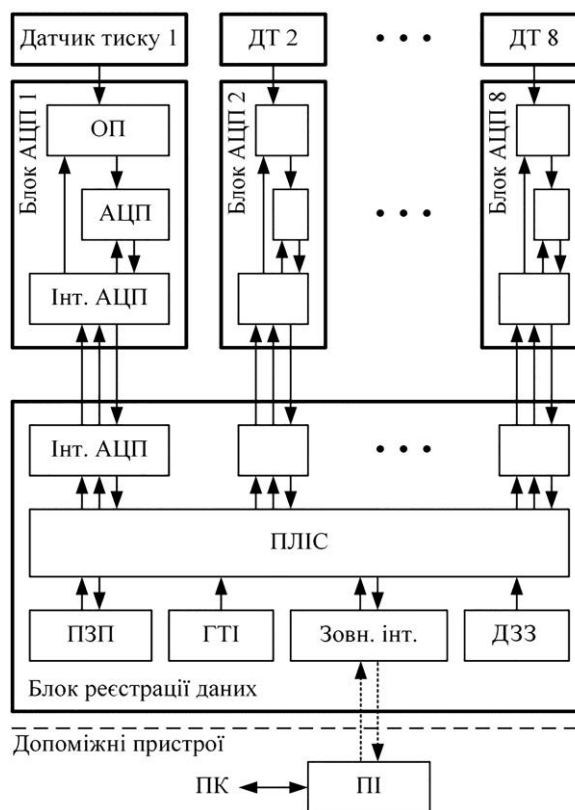 Датчик тиску 1
ДТ 2
ДТ 8
Блок АЦП 1
ОП
АЦП
Інт. АЦП
Блок АЦП 2
Блок АЦП 8
Інт. АЦП
ПЛІС
ПЗП
ГТІ
Зовн. інт.
ДЗЗ
Блок реєстрації даних
Допоміжні пристрої
ПК
ПІ